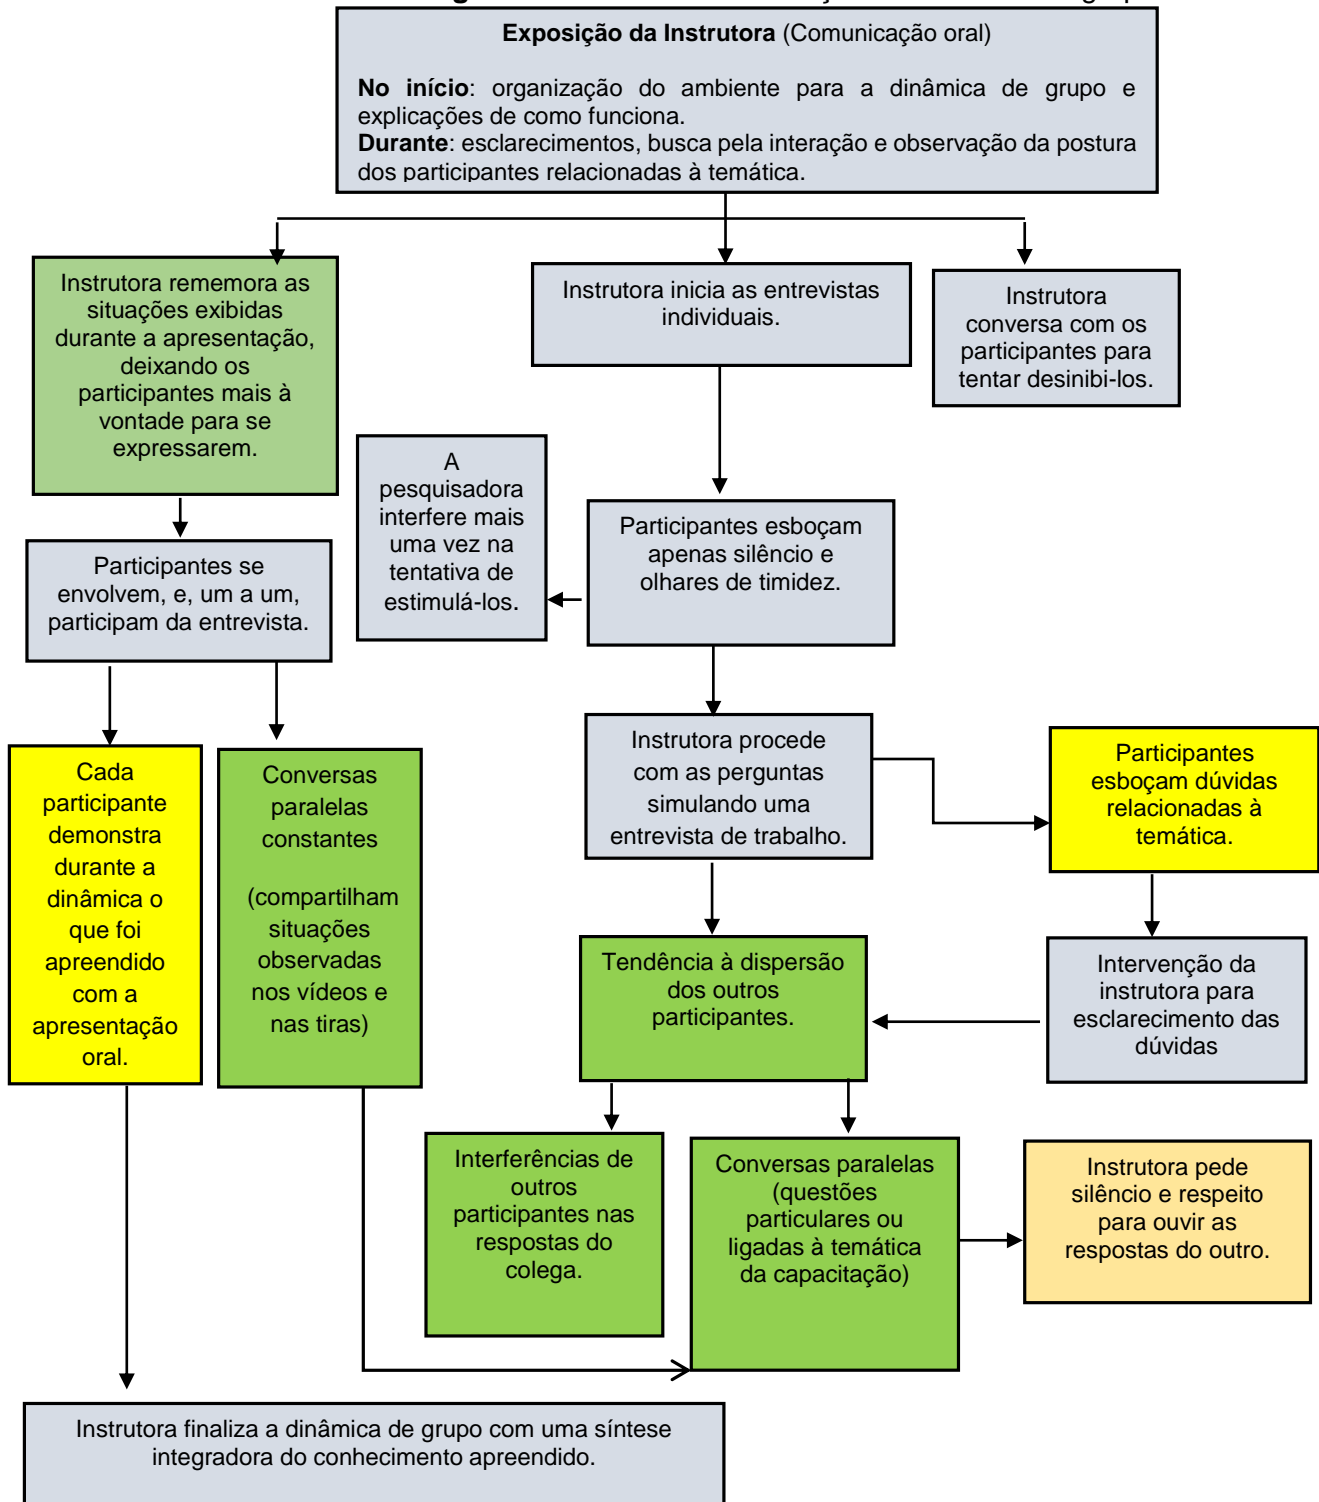 Exposição da Instrutora (Comunicação oral)
No início: organização do ambiente para a dinâmica de grupo e
explicações de como funciona.
Durante: esclarecimentos, busca pela interação e observação da postura
dos participantes relacionadas à temática.
Instrutora rememora as
situações exibidas
durante a apresentação,
deixando os
participantes mais à
vontade para se
expressarem.
Instrutora inicia as entrevistas
individuais.
Instrutora
conversa com os
participantes para
tentar desinibi-los.
A
pesquisadora
interfere mais
uma vez na
tentativa de
estimulá-los.
Participantes esboçam
apenas silêncio e
olhares de timidez.
Participantes se
envolvem, e, um a um,
participam da entrevista.
Cada
participante
demonstra
durante a
dinâmica o
que foi
apreendido
com a
apresentação
oral.
Conversas
paralelas
constantes
(compartilham
situações
observadas
nos vídeos e
nas tiras)
Instrutora procede
com as perguntas
simulando uma
entrevista de trabalho.
Participantes
esboçam dúvidas
relacionadas à
temática.
Tendência à dispersão
dos outros
participantes.
Intervenção da
instrutora para
esclarecimento das
dúvidas
Interferências de
outros
participantes nas
respostas do
colega.
Conversas paralelas
(questões
particulares ou
ligadas à temática
da capacitação)
Instrutora pede
silêncio e respeito
para ouvir as
respostas do outro.
Instrutora finaliza a dinâmica de grupo com uma síntese
integradora do conhecimento apreendido.